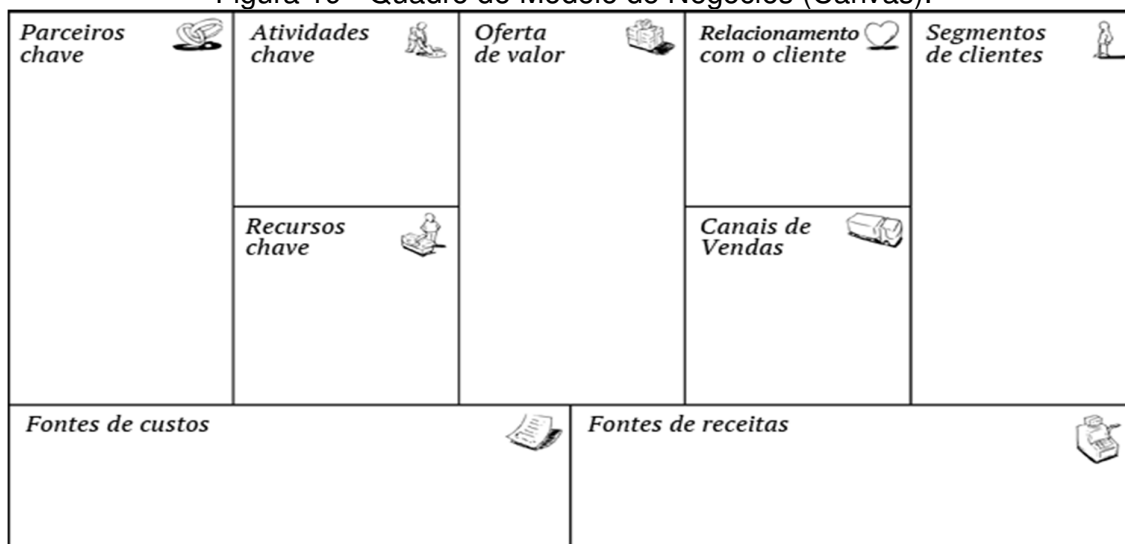 Figura - Quadro do Modelo de Negócios (Canvas).
Parceiros
chave
Atividades
chave
Oferta
de valor
Relacionamento
com o cliente
Segmentos
de clientes
Recursos
chave
Canais de
Vendas
Fontes de custos
Fontes de receitas